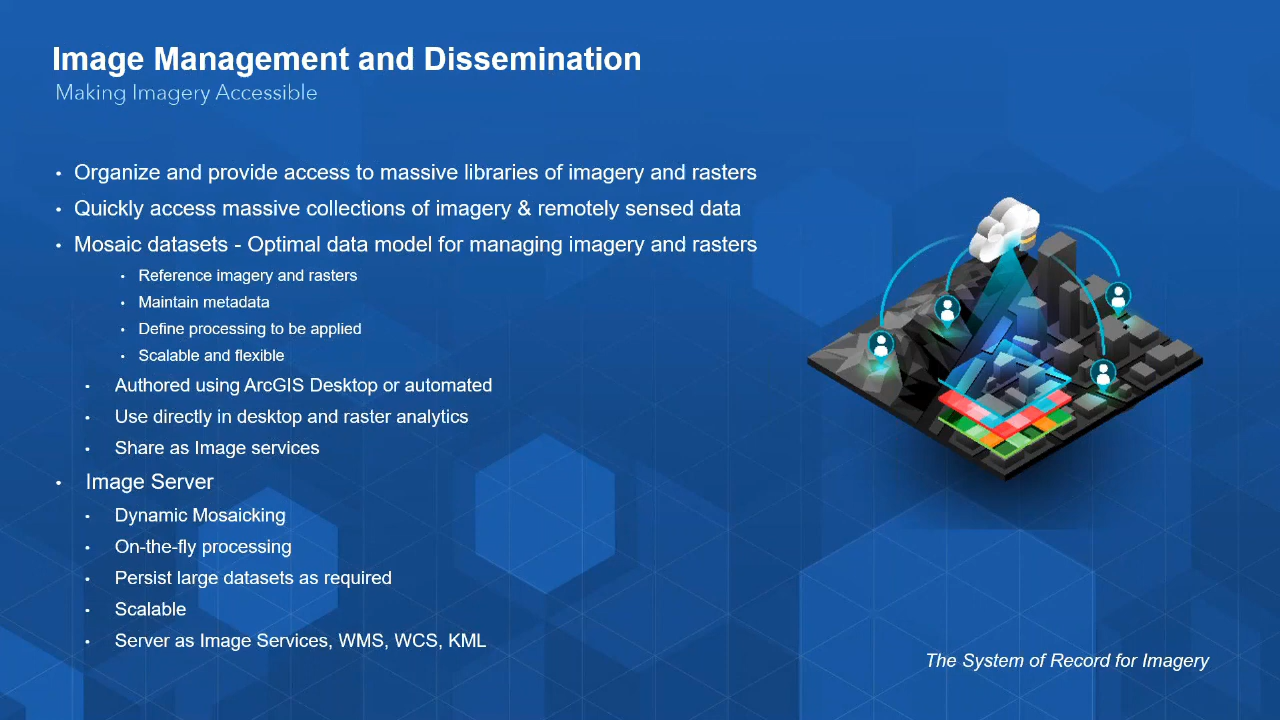 Image Management and Dissemination
Making Imagery Accessible
• Organize and provide access to massive libraries of imagery and rasters
• Quickly access massive collections of imagery & remotely sensed data
• Mosaic datasets - Optimal data model for managing imagery and rasters
• Reference imagery and rasters
• Maintain metadata
• Define processing to be applied
• Scalable and flexible
• Authored using ArcGIS Desktop or automated
• Use directly in desktop and raster analytics
• Share as Image services
• Image Server
• Dynamic Mosaicking
• On-the-fly processing
• Persist large datasets as required
• Scalable
• Server as Image Services, WMS, WCS, KML
The System of Record for Imagery